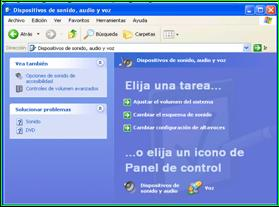 Dispositivos de sonido, audio y voz
Archivo Edición Ver Favoritos Herramientas Ayuda
Atrás Búsqueda Carpetas
Dirección Dispositivos de sonido, audio y voz
Vea también
Opciones de sonido de
accesibilidad
Controles de volumen avanzados
Solucionar problemas
Sonido
DVD
Dispositivos de sonido, audio y voz
Elija una tarea...
Ajustar el volumen del sistema
Cambiar el esquema de sonido
Cambiar configuración de altavoces
...o elija un icono de
Panel de control
Dispositivos de
sonido y audio
Voz